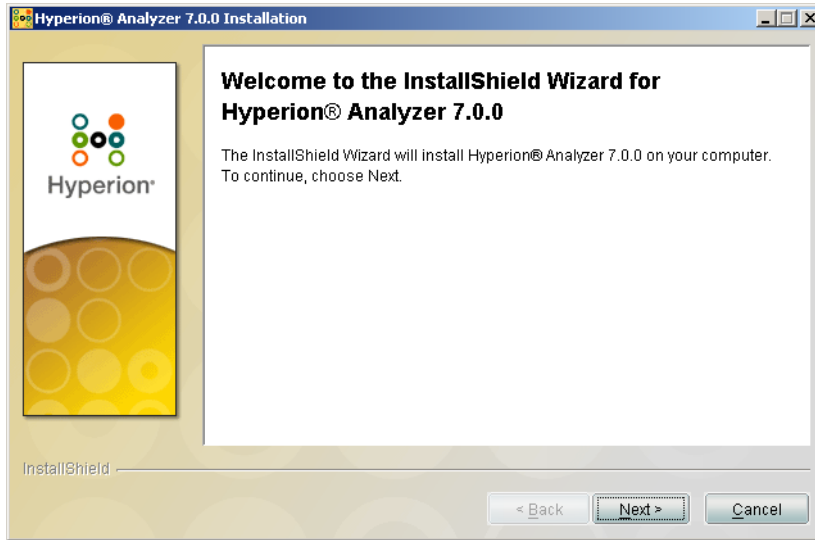 Hyperion® Analyzer 7.0.0 Installation
Welcome to the InstallShield Wizard for
Hyperion® Analyzer 7.0.0
The InstallShield Wizard will install Hyperion® Analyzer 7.0.0 on your computer.
To continue, choose Next.
Hyperion®
InstallShield
< Back
Next >
Cancel